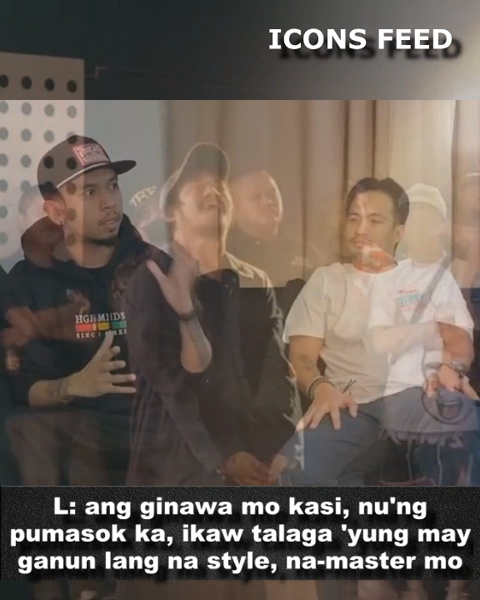 ICONS FEED
HGHMNDS
L: ang ginawa mo kasi, nu'ng
pumasok ka, ikaw talaga 'yung may
ganun lang na style, na-master mo